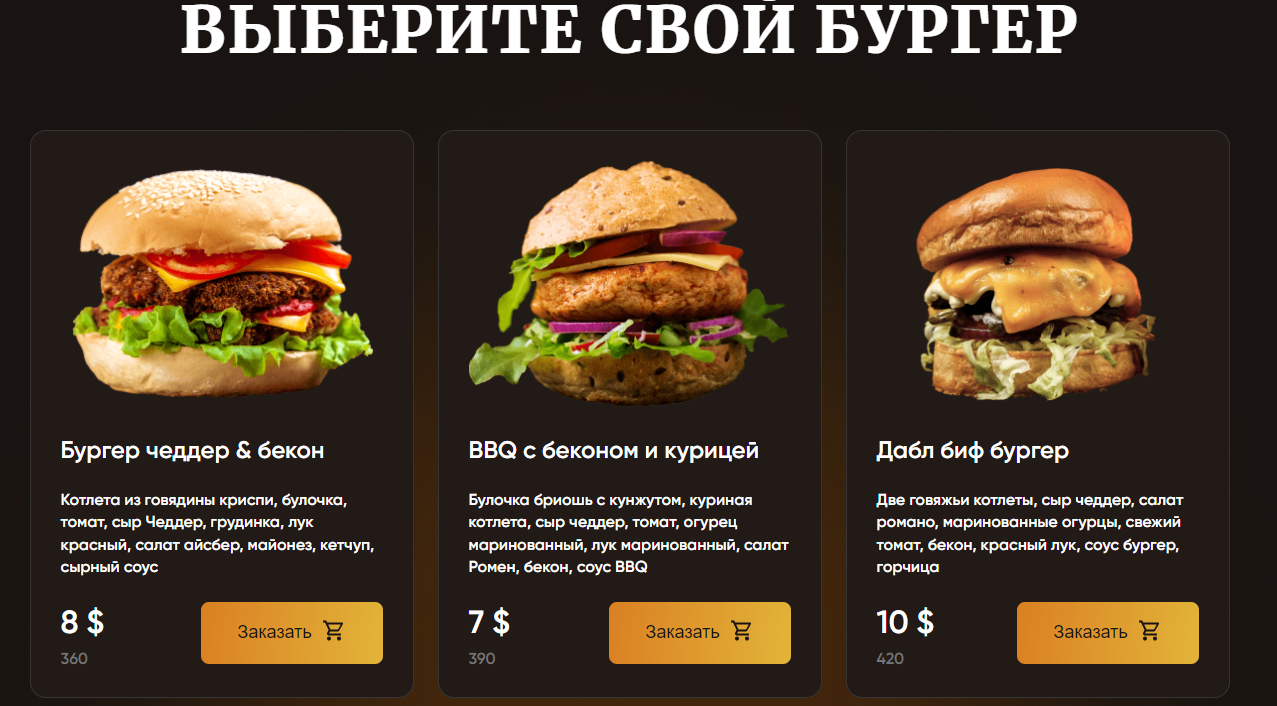 ВЫБЕРИТЕ СВОЙ БУРГЕР
Бургер чеддер & бекон
Котлета из говядины криспи, булочка,
томат, сыр Чеддер, грудинка, лук
красный, салат айсбер, майонез, кетчуп,
сырный соус
8 $
Заказать
360
BBQ с беконом и курицей
Булочка бриошь с кунжутом, куриная
котлета, сыр чеддер, томат, огурец
маринованный, лук маринованный, салат
Ромен, бекон, соус BBQ
7 $
Заказать
390
Дабл биф бургер
Две говяжьи котлеты, сыр чеддер, салат
романо, маринованные огурцы, свежий
томат, бекон, красный лук, соус бургер,
горчица
10 $
Заказать
420